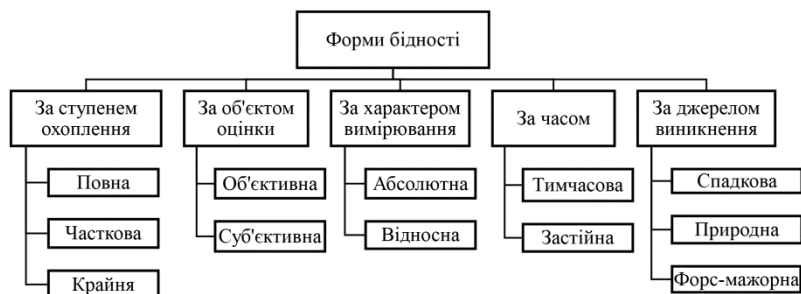 Форми бідності
За ступенем
охоплення
За об'єктом
оцінки
За характером
вимірювання
За часом
За джерелом
виникнення
Повна
Часткова
Крайня
Об'єктивна
Суб'єктивна
Абсолютна
Відносна
Тимчасова
Застійна
Спадкова
Природна
Форс-мажорна